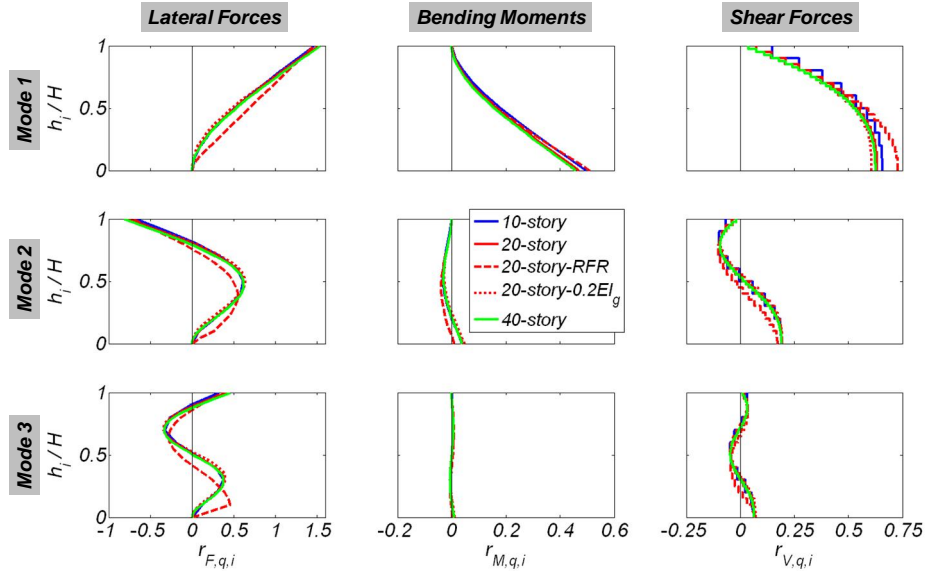 Lateral Forces Bending Moments Shear Forces
Mode 1
h_i / H
1
0.5
0
Mode 2
h_i / H
1
0.5
0
10-story
20-story
20-story-RFR
20-story-0.2EI_g
40-story
Mode 3
h_i / H
1
0.5
0
-1 -0.5 0 0.5 1 1.5
-0.2 0 0.2 0.4 0.6
-0.25 0 0.25 0.5 0.75
r_{F,q,i} r_{M,q,i} r_{V,q,i}